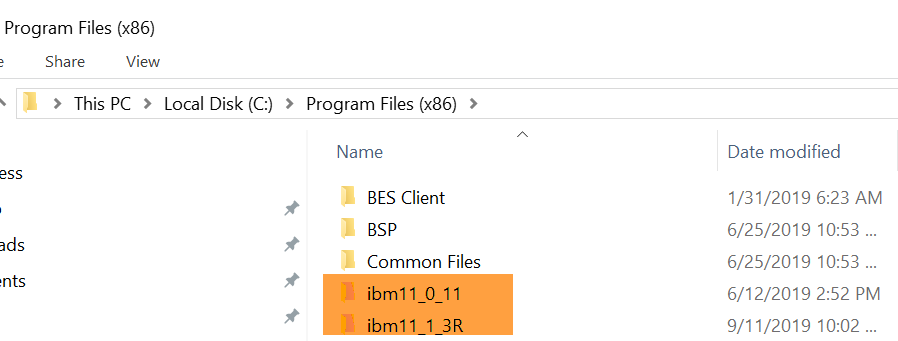 Program Files (x86)
e Share View
This PC Local Disk (C:) Program Files (x86)
Name Date modified
ess
BES Client 1/31/2019 6:23 AM
BSP 6/25/2019 10:53 ...
ads
Common Files 6/25/2019 10:53 ...
ents
ibm11_0_11 6/12/2019 2:52 PM
ibm11_1_3R 9/11/2019 10:02 ...